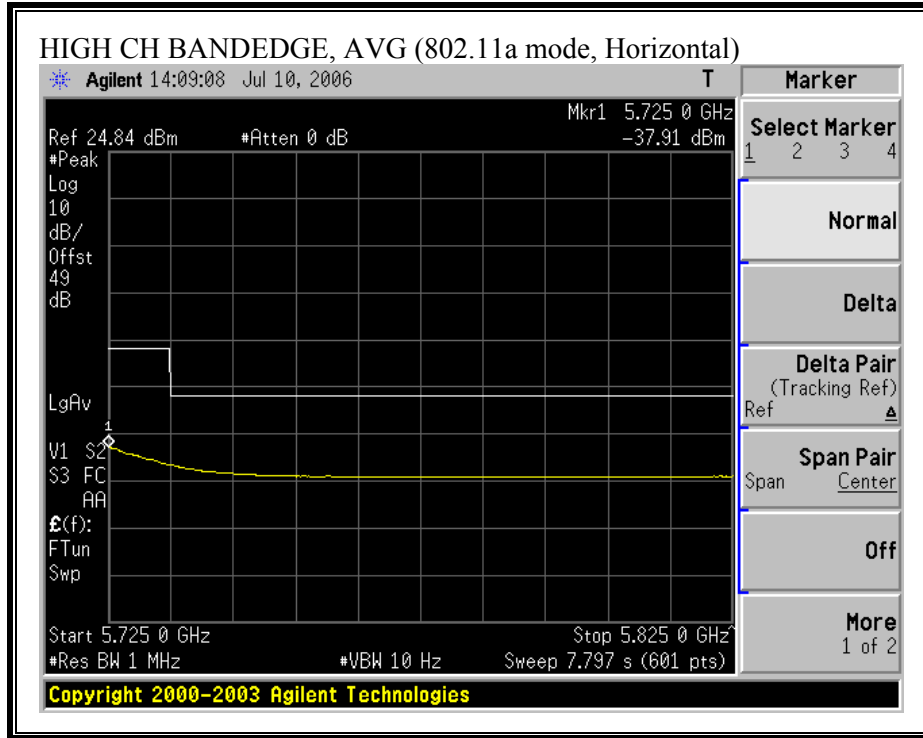 HIGH CH BANDEDGE, AVG (802.11a mode, Horizontal)
Agilent 14:09:08 Jul 10, 2006 T
Mkr1 5.725 0 GHz
Ref 24.84 dBm #Atten 0 dB -37.91 dBm
#Peak
Log
10
dB/
Offst
49
dB
LgAv
1
V1 S2
S3 FC
AA
£(f):
FTun
Swp
Start 5.725 0 GHz Stop 5.825 0 GHz^
#Res BW 1 MHz #VBW 10 Hz Sweep 7.797 s (601 pts)
Copyright 2000-2003 Agilent Technologies
Marker
Select Marker
1 2 3 4
Normal
Delta
Delta Pair
(Tracking Ref)
Ref Δ
Span Pair
Span Center
Off
More
1 of 2